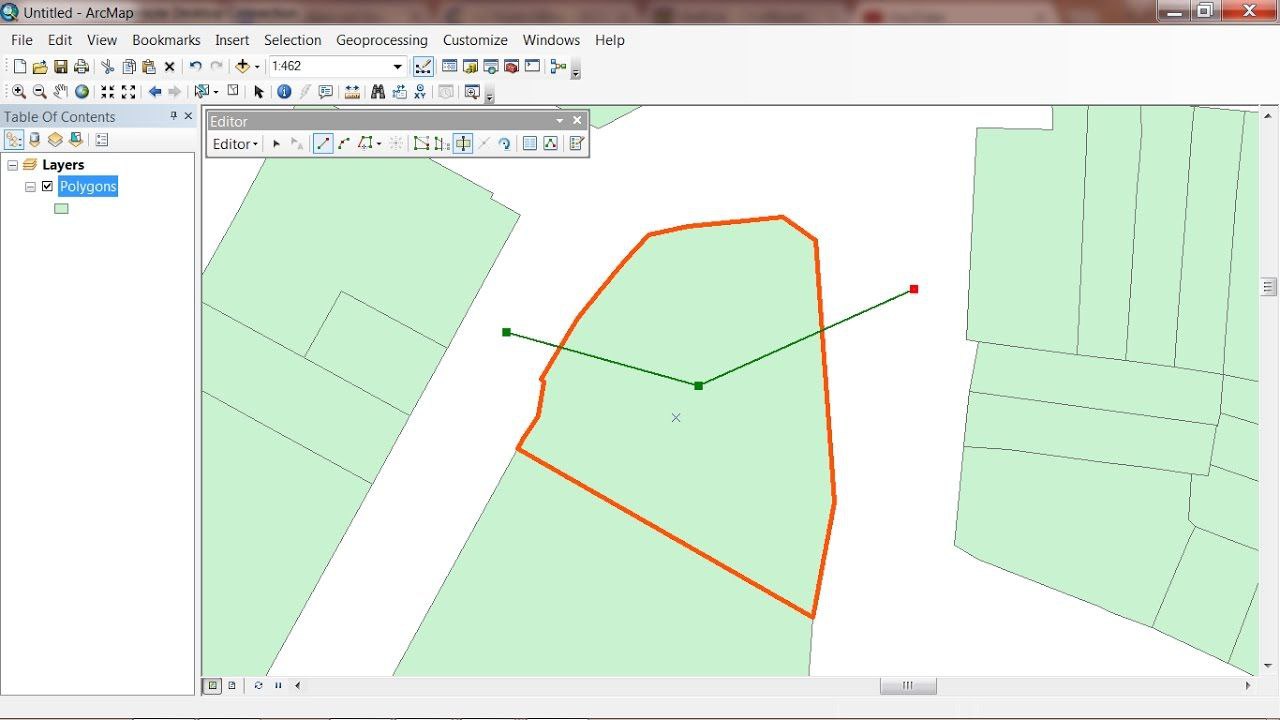 Untitled - ArcMap
File Edit View Bookmarks Insert Selection Geoprocessing Customize Windows Help
1:462
Table Of Contents
Editor
Editor
Layers
Polygons